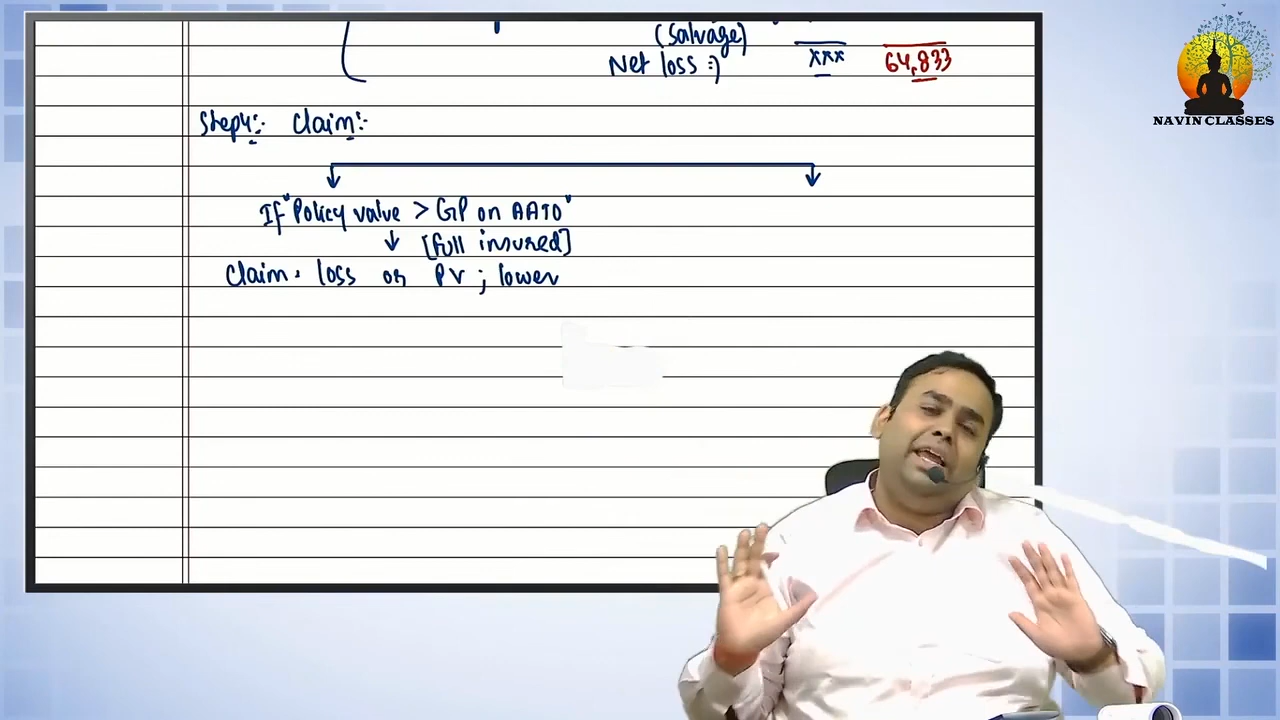 (Salvage)
Net loss :) xxx 64,833
Step4:- Claim:-
If "Policy value > GP on AATO"
[Full insured]
Claim = loss or PV ; lower
NAVIN CLASSES